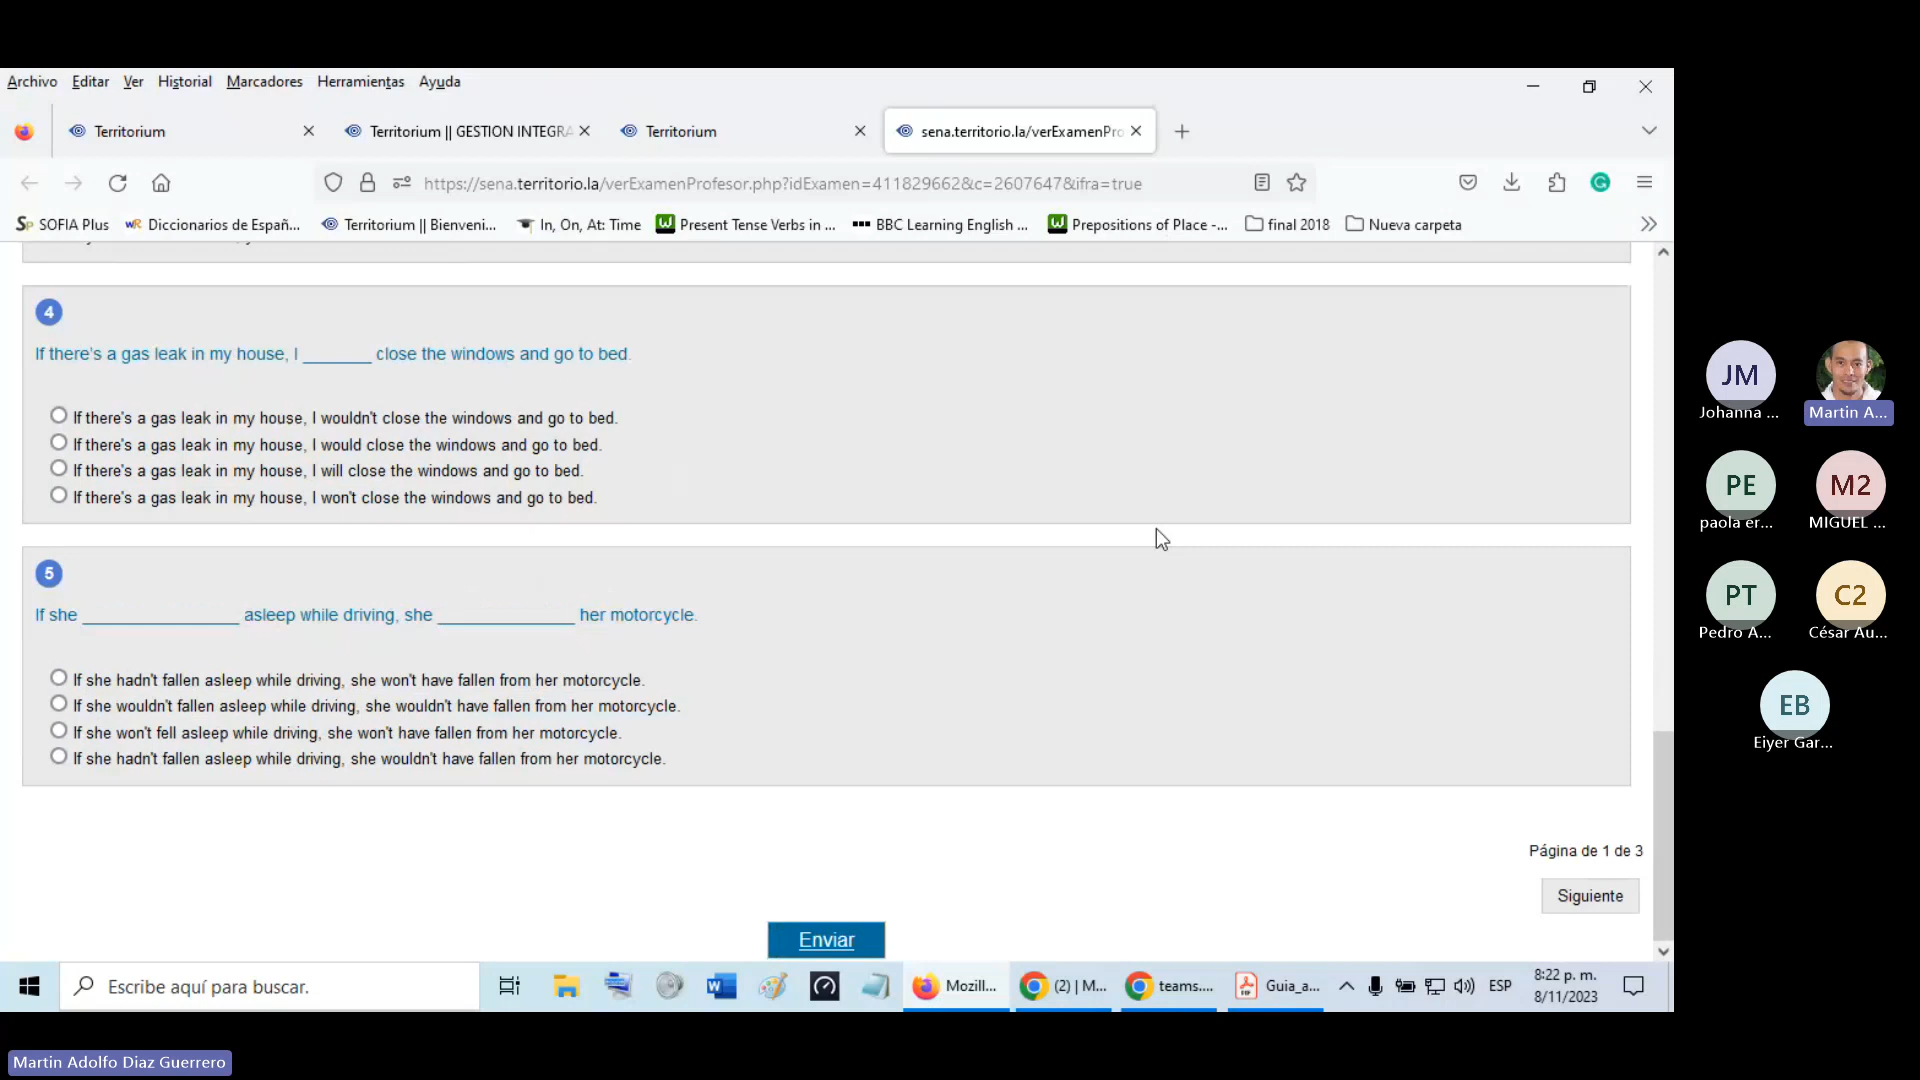 Archivo Editar Ver Historial Marcadores Herramientas Ayuda
Territorium
Territorium || GESTION INTEGRA
Territorium
sena.territorio.la/verExamenPro
https://sena.territorio.la/verExamenProfesor.php?idExamen=411829662&c=2607647&ifra=true
SOFIA Plus
Diccionarios de Españ...
Territorium || Bienveni...
In, On, At: Time
Present Tense Verbs in ...
BBC Learning English ...
Prepositions of Place -...
final 2018
Nueva carpeta
4
If there's a gas leak in my house, I _______ close the windows and go to bed.
If there's a gas leak in my house, I wouldn't close the windows and go to bed.
If there's a gas leak in my house, I would close the windows and go to bed.
If there's a gas leak in my house, I will close the windows and go to bed.
If there's a gas leak in my house, I won't close the windows and go to bed.
5
If she ________________ asleep while driving, she ______________ her motorcycle.
If she hadn't fallen asleep while driving, she won't have fallen from her motorcycle.
If she wouldn't fallen asleep while driving, she wouldn't have fallen from her motorcycle.
If she won't fell asleep while driving, she won't have fallen from her motorcycle.
If she hadn't fallen asleep while driving, she wouldn't have fallen from her motorcycle.
Página de 1 de 3
Siguiente
Enviar
Escribe aquí para buscar.
Mozill...
(2) | M...
teams....
Guia_a...
ESP
8:22 p. m.
8/11/2023
JM
Johanna ...
Martin A...
PE
paola er...
M2
MIGUEL ...
PT
Pedro A...
C2
César Au...
EB
Eiyer Gar...
Martin Adolfo Diaz Guerrero